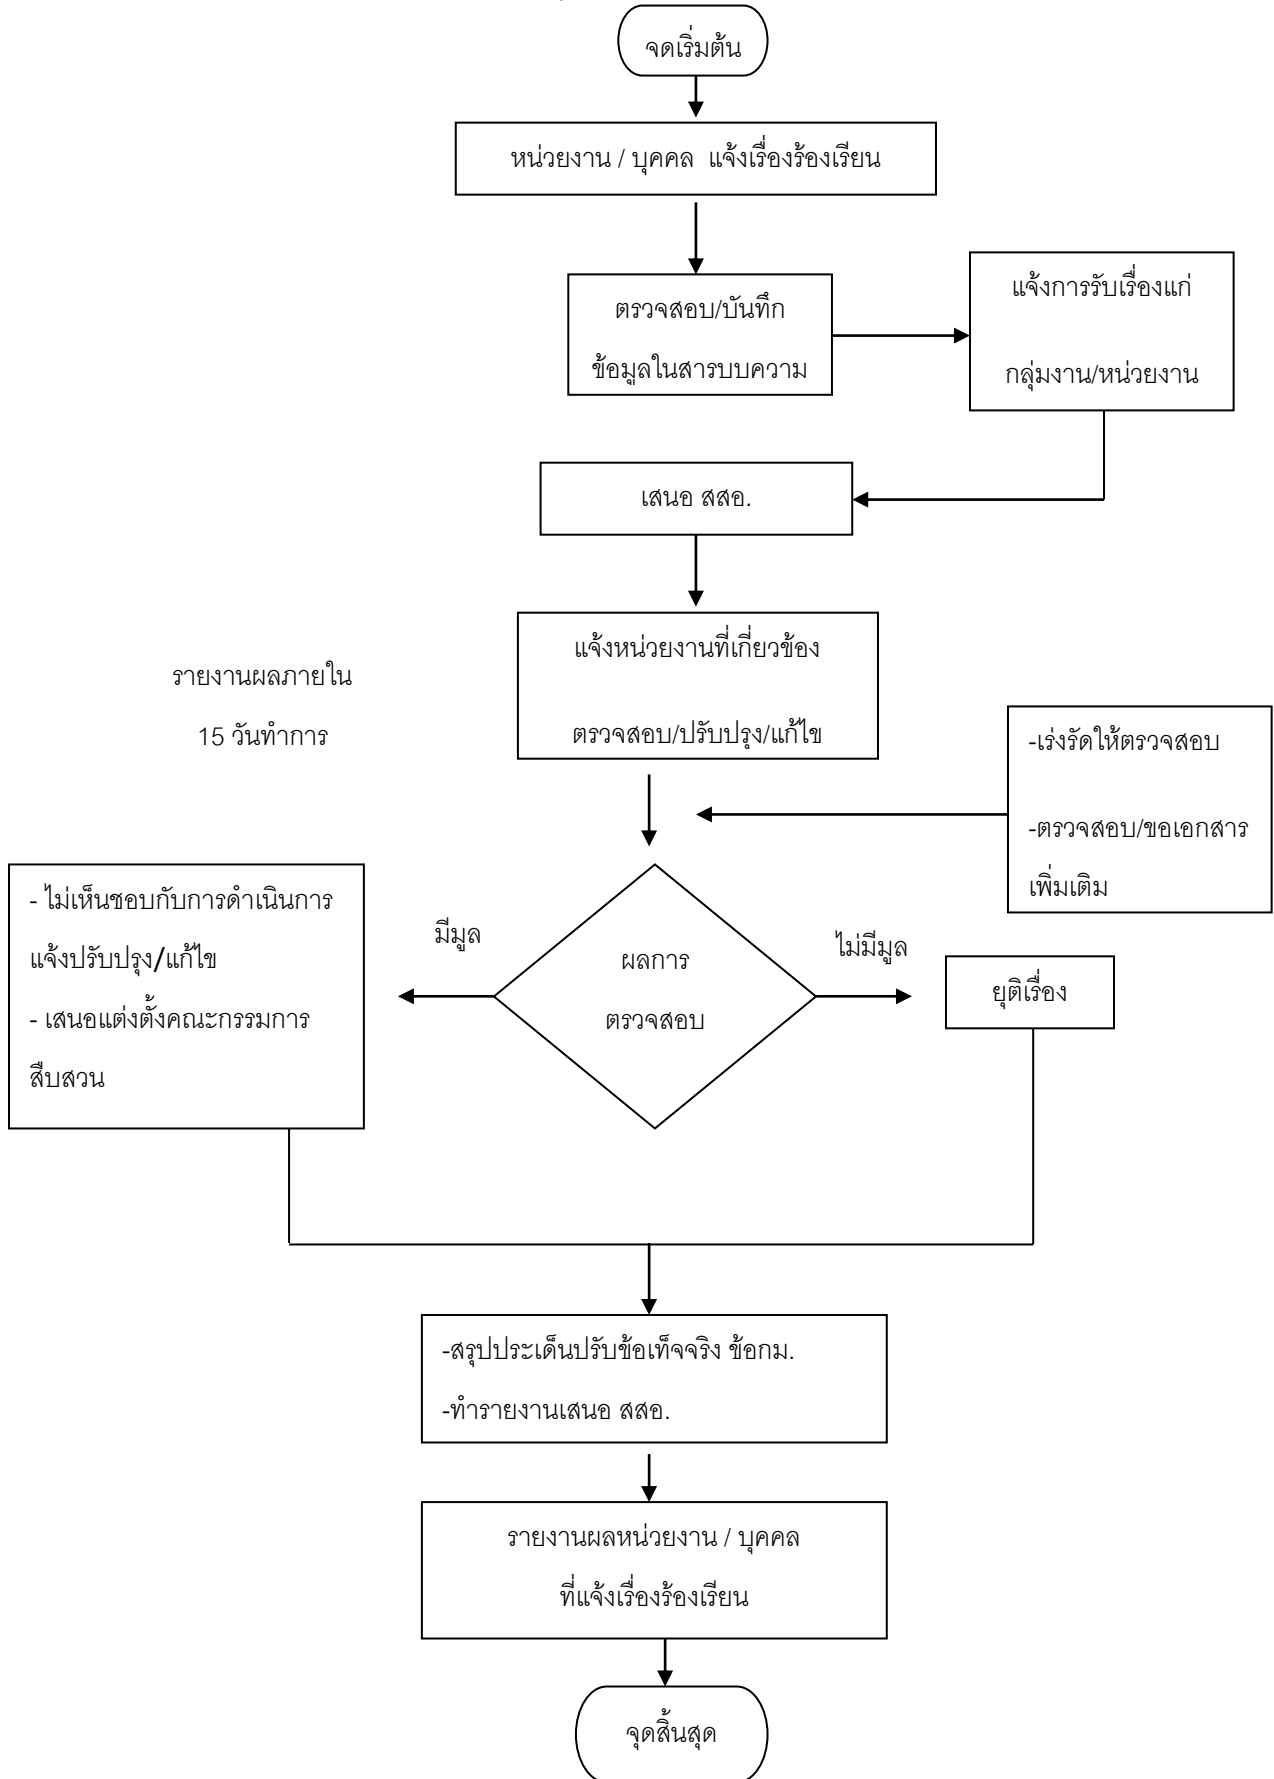 จดเริ่มต้น
หน่วยงาน / บุคคล แจ้งเรื่องร้องเรียน
ตรวจสอบ/บันทึก
ข้อมูลในสารบบความ
แจ้งการรับเรื่องแก่
กลุ่มงาน/หน่วยงาน
เสนอ สสอ.
แจ้งหน่วยงานที่เกี่ยวข้อง
ตรวจสอบ/ปรับปรุง/แก้ไข
รายงานผลภายใน
15 วันทำการ
-เร่งรัดให้ตรวจสอบ
-ตรวจสอบ/ขอเอกสาร
เพิ่มเติม
- ไม่เห็นชอบกับการดำเนินการ
แจ้งปรับปรุง/แก้ไข
- เสนอแต่งตั้งคณะกรรมการ
สืบสวน
มีมูล
ผลการ
ตรวจสอบ
ไม่มีมูล
ยุติเรื่อง
-สรุปประเด็นปรับข้อเท็จจริง ข้อกม.
-ทำรายงานเสนอ สสอ.
รายงานผลหน่วยงาน / บุคคล
ที่แจ้งเรื่องร้องเรียน
จุดสิ้นสุด